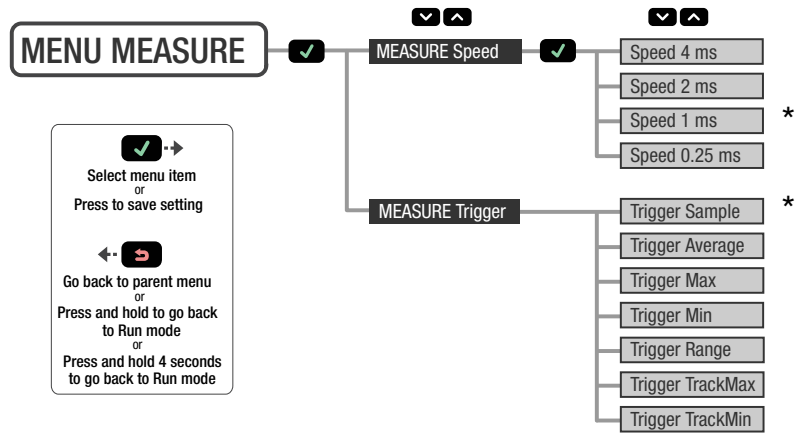 MENU MEASURE
MEASURE Speed
Speed 4 ms
Speed 2 ms
Speed 1 ms *
Speed 0.25 ms
MEASURE Trigger
Trigger Sample *
Trigger Average
Trigger Max
Trigger Min
Trigger Range
Trigger TrackMax
Trigger TrackMin
Select menu item
or
Press to save setting
Go back to parent menu
or
Press and hold to go back
to Run mode
or
Press and hold 4 seconds
to go back to Run mode